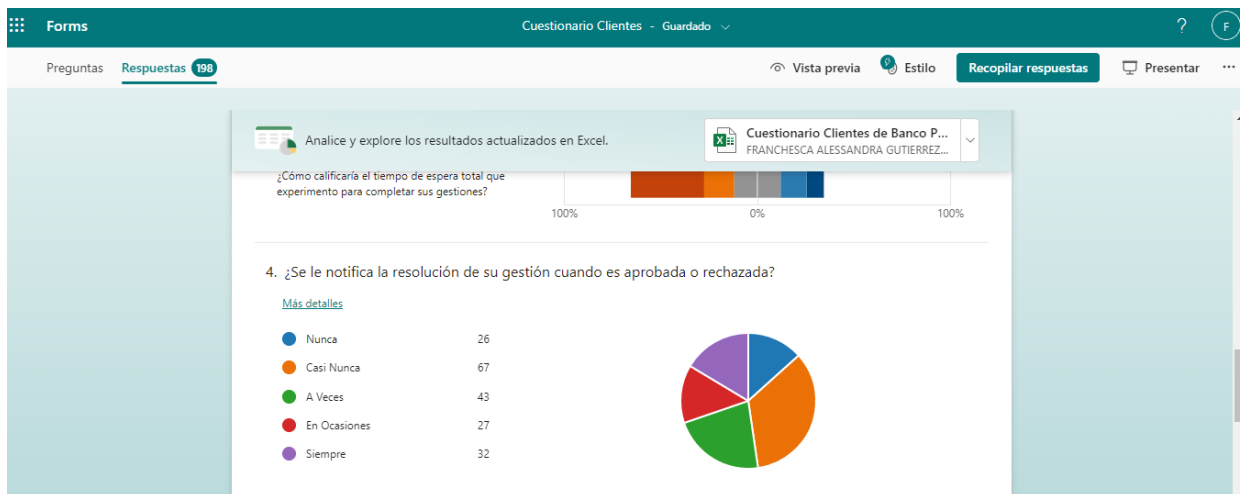 Forms
Cuestionario Clientes - Guardado
?
F
Preguntas
Respuestas 198
Vista previa
Estilo
Recopilar respuestas
Presentar
...
Analice y explore los resultados actualizados en Excel.
Cuestionario Clientes de Banco P...
FRANCHESCA ALESSANDRA GUTIERREZ...
¿Cómo calificaría el tiempo de espera total que
experimento para completar sus gestiones?
100%
0%
100%
4. ¿Se le notifica la resolución de su gestión cuando es aprobada o rechazada?
Más detalles
Nunca 26
Casi Nunca 67
A Veces 43
En Ocasiones 27
Siempre 32